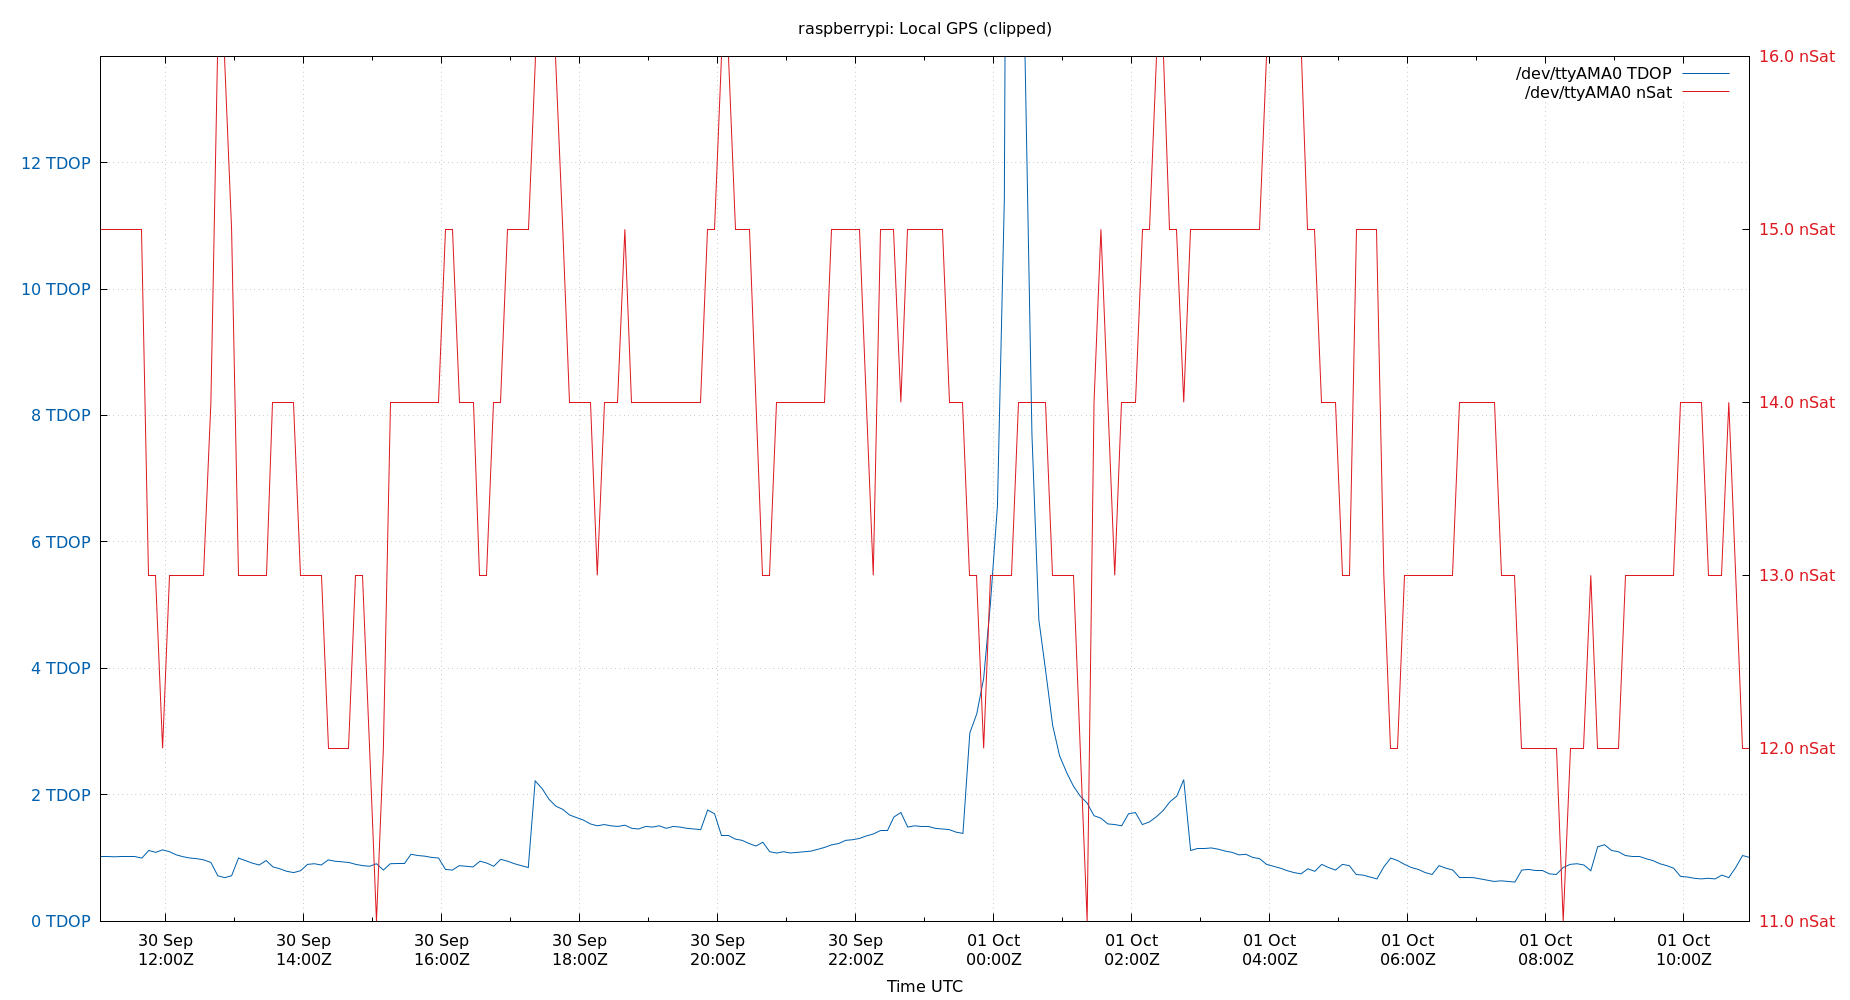 raspberrypi: Local GPS (clipped)
16.0 nSat
/dev/ttyAMA0 TDOP
/dev/ttyAMA0 nSat
12 TDOP
15.0 nSat
10 TDOP
8 TDOP
14.0 nSat
6 TDOP
13.0 nSat
4 TDOP
12.0 nSat
2 TDOP
0 TDOP
11.0 nSat
30 Sep 30 Sep 30 Sep 30 Sep 30 Sep 30 Sep 01 Oct 01 Oct 01 Oct 01 Oct 01 Oct 01 Oct
12:00Z 14:00Z 16:00Z 18:00Z 20:00Z 22:00Z 00:00Z 02:00Z 04:00Z 06:00Z 08:00Z 10:00Z
Time UTC